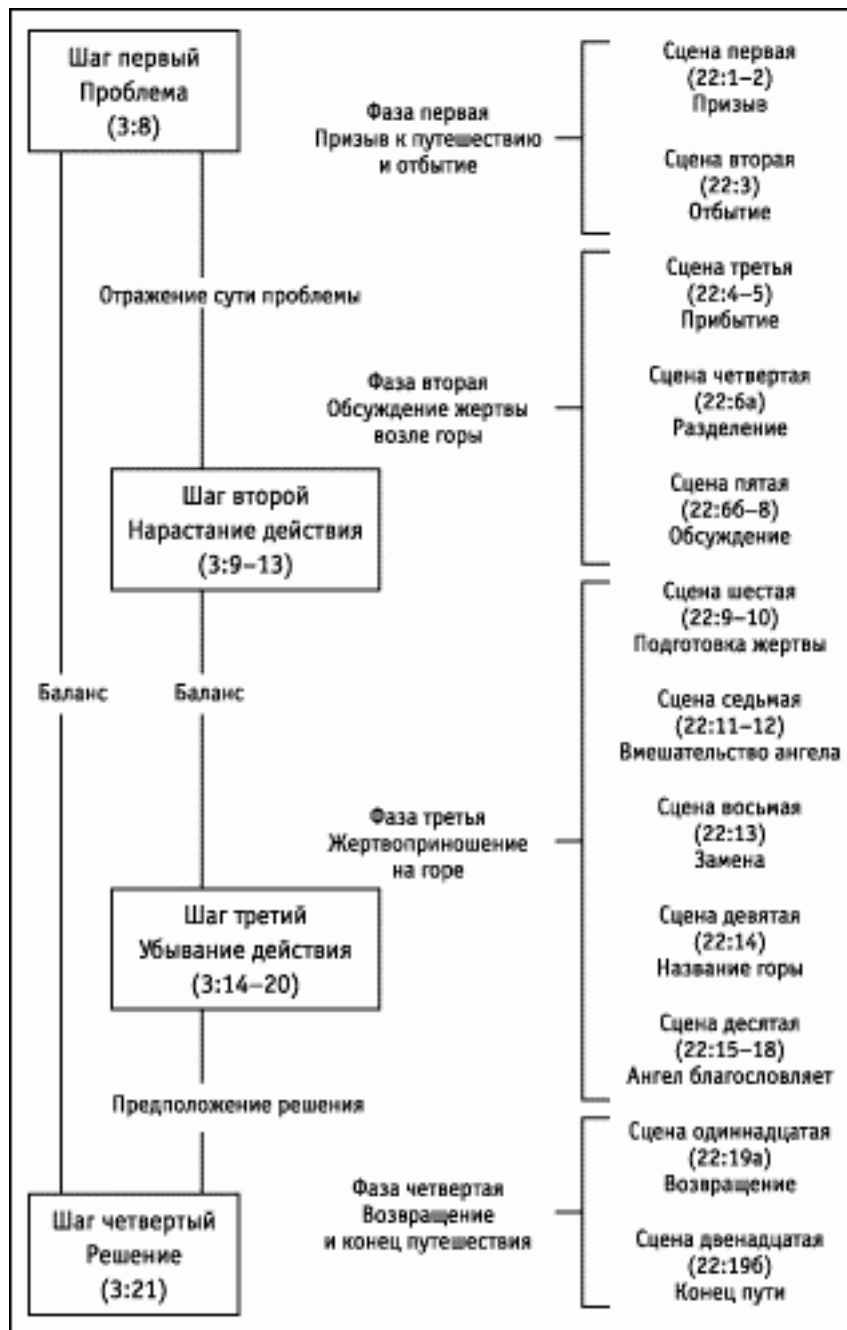 Шаг первый
Проблема
(3:8)
Отражение сути проблемы
Шаг второй
Нарастание действия
(3:9–13)
Баланс
Баланс
Шаг третий
Убывание действия
(3:14–20)
Предположение решения
Шаг четвертый
Решение
(3:21)
Фаза первая
Призыв к путешествию
и отбытие
Сцена первая
(22:1–2)
Призыв
Сцена вторая
(22:3)
Отбытие
Фаза вторая
Обсуждение жертвы
возле горы
Сцена третья
(22:4–5)
Прибытие
Сцена четвертая
(22:6а)
Разделение
Сцена пятая
(22:6б–8)
Обсуждение
Фаза третья
Жертвоприношение
на горе
Сцена шестая
(22:9–10)
Подготовка жертвы
Сцена седьмая
(22:11–12)
Вмешательство ангела
Сцена восьмая
(22:13)
Замена
Сцена девятая
(22:14)
Название горы
Сцена десятая
(22:15–18)
Ангел благословляет
Фаза четвертая
Возвращение
и конец путешествия
Сцена одиннадцатая
(22:19а)
Возвращение
Сцена двенадцатая
(22:19б)
Конец пути